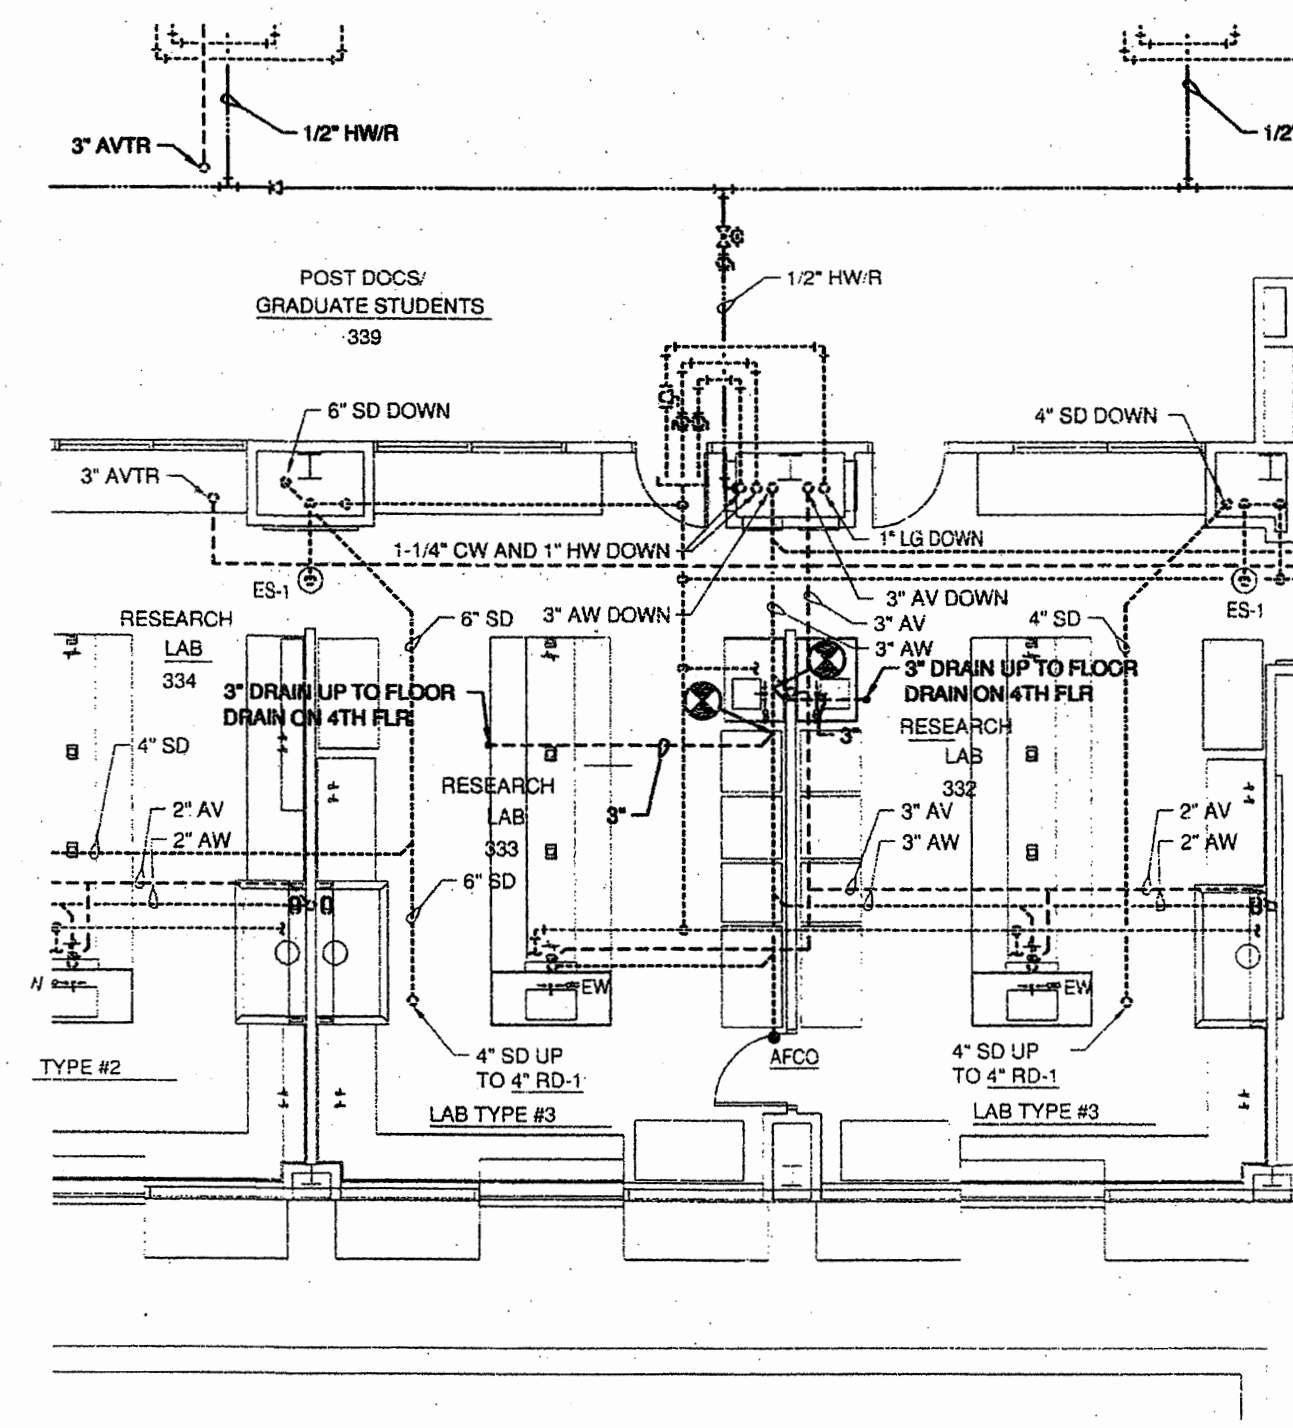 3" AVTR
1/2" HW/R
1/2"
POST DOCS/
GRADUATE STUDENTS
339
1/2" HW/R
6" SD DOWN
4" SD DOWN
3" AVTR
1-1/4" CW AND 1" HW DOWN
1" LG DOWN
ES-1
ES-1
RESEARCH
LAB
334
6" SD
3" AW DOWN
3" AV DOWN
3" AV
3" AW
4" SD
3" DRAIN UP TO FLOOR
DRAIN ON 4TH FLR
3" DRAIN UP TO FLOOR
DRAIN ON 4TH FLR
3"
RESEARCH
LAB
332
4" SD
RESEARCH
LAB
333
3"
2" AV
2" AW
3" AV
3" AW
2" AV
2" AW
6" SD
N
EW
EW
TYPE #2
4" SD UP
TO 4" RD-1
LAB TYPE #3
AFCO
4" SD UP
TO 4" RD-1
LAB TYPE #3